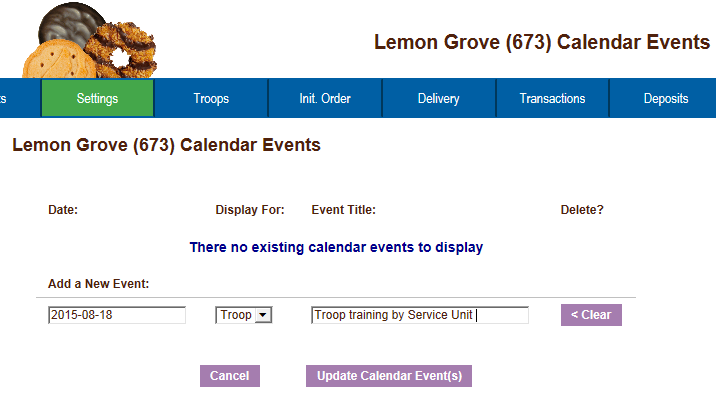 Lemon Grove (673) Calendar Events
s Settings Troops Init. Order Delivery Transactions Deposits
Lemon Grove (673) Calendar Events
Date: Display For: Event Title: Delete?
There no existing calendar events to display
Add a New Event:
2015-08-18 Troop Troop training by Service Unit < Clear
Cancel Update Calendar Event(s)